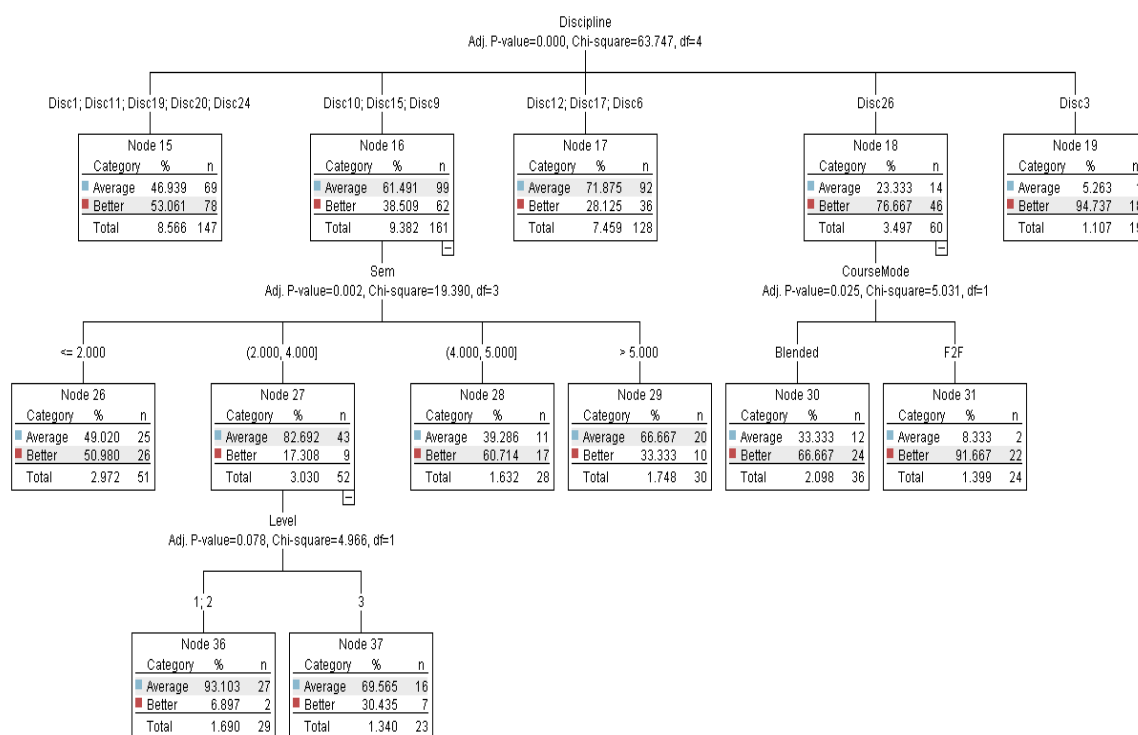 Discipline
Adj. P-value=0.000, Chi-square=63.747, df=4
Disc1; Disc11; Disc19; Disc20; Disc24
Disc10; Disc15; Disc9
Disc12; Disc17; Disc6
Disc26
Disc3
Node 15
Category % n
Average 46.939 69
Better 53.061 78
Total 8.566 147
Node 16
Category % n
Average 61.491 99
Better 38.509 62
Total 9.382 161
Node 17
Category % n
Average 71.875 92
Better 28.125 36
Total 7.459 128
Node 18
Category % n
Average 23.333 14
Better 76.667 46
Total 3.497 60
Node 19
Category % n
Average 5.263
Better 94.737 18
Total 1.107 19
Sem
Adj. P-value=0.002, Chi-square=19.390, df=3
CourseMode
Adj. P-value=0.025, Chi-square=5.031, df=1
<= 2.000
(2.000, 4.000]
(4.000, 5.000]
> 5.000
Blended
F2F
Node 26
Category % n
Average 49.020 25
Better 50.980 26
Total 2.972 51
Node 27
Category % n
Average 82.692 43
Better 17.308 9
Total 3.030 52
Node 28
Category % n
Average 39.286 11
Better 60.714 17
Total 1.632 28
Node 29
Category % n
Average 66.667 20
Better 33.333 10
Total 1.748 30
Node 30
Category % n
Average 33.333 12
Better 66.667 24
Total 2.098 36
Node 31
Category % n
Average 8.333 2
Better 91.667 22
Total 1.399 24
Level
Adj. P-value=0.078, Chi-square=4.966, df=1
1; 2
3
Node 36
Category % n
Average 93.103 27
Better 6.897 2
Total 1.690 29
Node 37
Category % n
Average 69.565 16
Better 30.435 7
Total 1.340 23